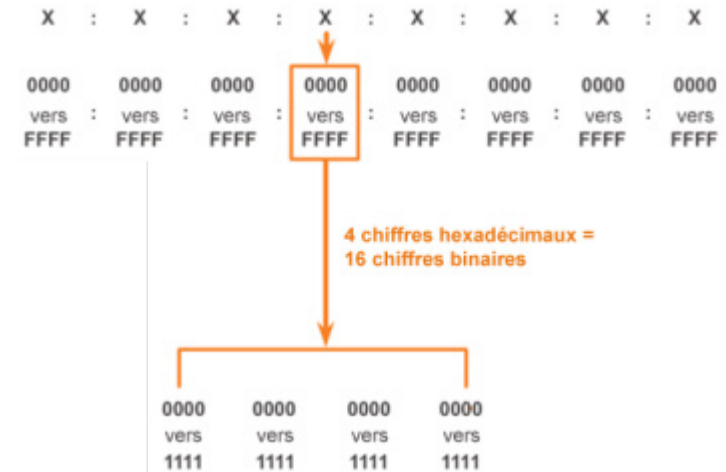 X : X : X : X : X : X : X : X
0000 0000 0000 0000 0000 0000 0000 0000
vers : vers : vers : vers : vers : vers : vers : vers
FFFF FFFF FFFF FFFF FFFF FFFF FFFF FFFF
4 chiffres hexadécimaux =
16 chiffres binaires
0000 0000 0000 0000
vers vers vers vers
1111 1111 1111 1111